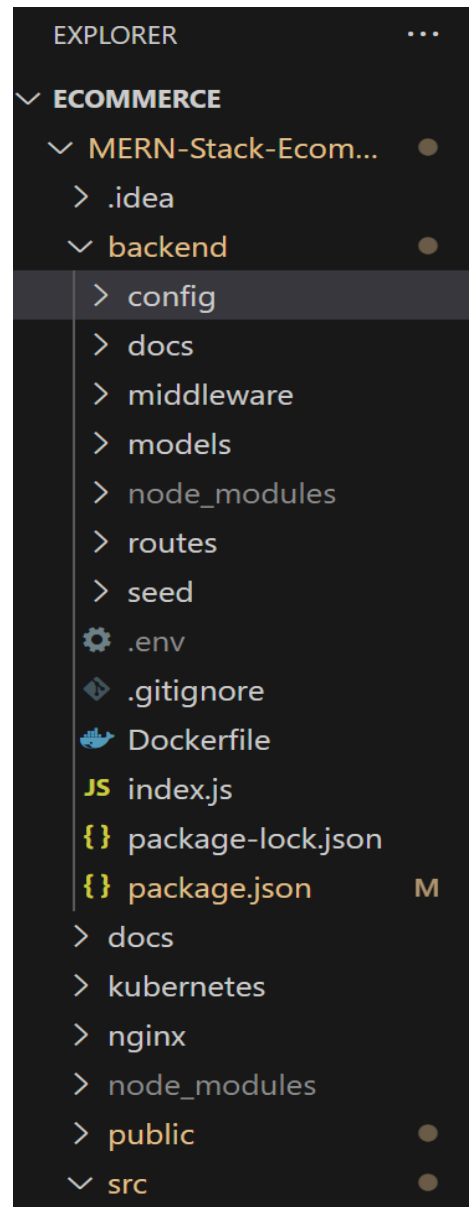 EXPLORER ...
ECOMMERCE
MERN-Stack-Ecom...
.idea
backend
config
docs
middleware
models
node_modules
routes
seed
.env
.gitignore
Dockerfile
JS index.js
{} package-lock.json
{} package.json M
docs
kubernetes
nginx
node_modules
public
src